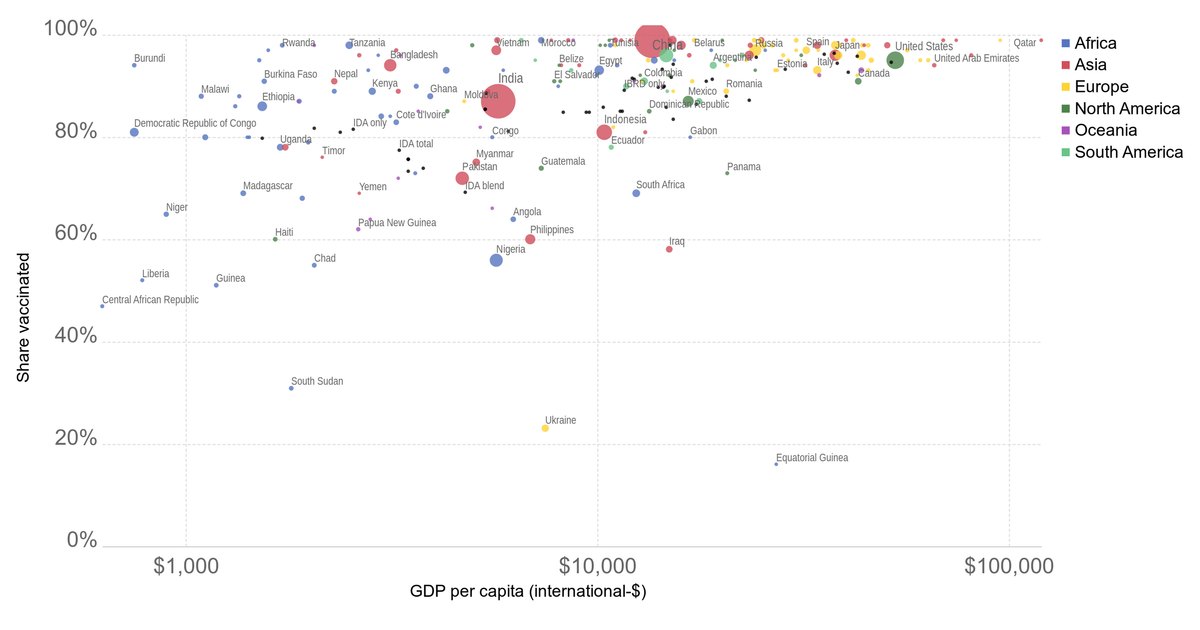 100%
80%
60%
40%
20%
0%
Share vaccinated
$1,000
$10,000
$100,000
GDP per capita (international-$)
Africa
Asia
Europe
North America
Oceania
South America
Burundi
Rwanda
Tanzania
Bangladesh
Vietnam
Morocco
Tunisia
China
Belarus
Russia
Spain
Japan
United States
Qatar
United Arab Emirates
Argentina
Estonia
Italy
Canada
Malawi
Burkina Faso
Nepal
Kenya
Ethiopia
Ghana
Moldova
India
Belize
El Salvador
Egypt
Colombia
IBRD only
Mexico
Romania
Dominican Republic
Democratic Republic of Congo
IDA only
Cote d'Ivoire
Congo
Indonesia
Ecuador
Gabon
Uganda
Timor
IDA total
Myanmar
Pakistan
Guatemala
Panama
Madagascar
Yemen
IDA blend
South Africa
Niger
Papua New Guinea
Angola
Haiti
Philippines
Iraq
Chad
Nigeria
Liberia
Guinea
Central African Republic
South Sudan
Ukraine
Equatorial Guinea